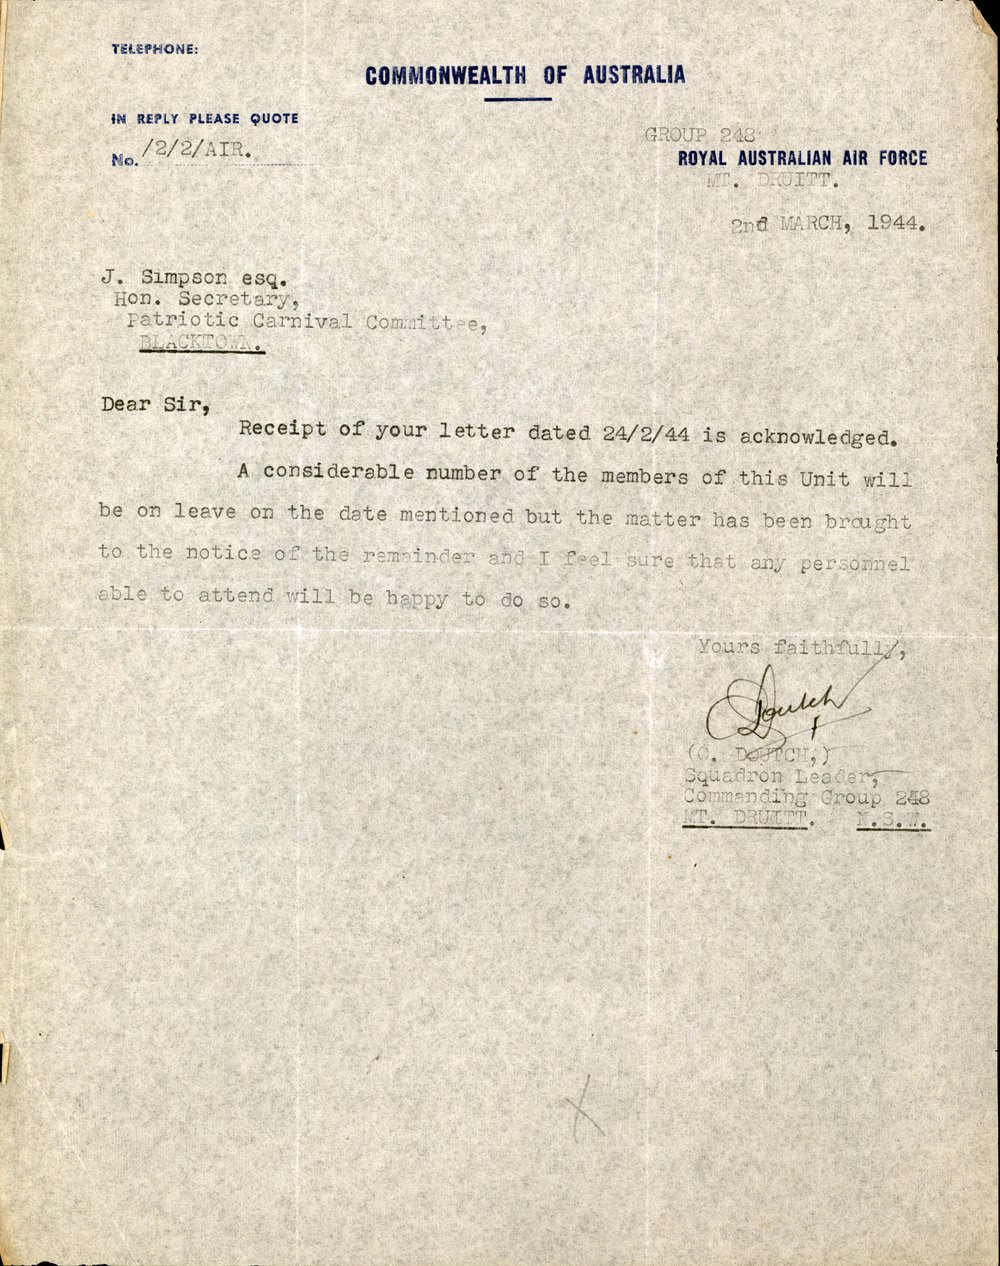 TELEPHONE:
COMMONWEALTH OF AUSTRALIA
IN REPLY PLEASE QUOTE
No. /2/2/AIR.
GROUP 248
ROYAL AUSTRALIAN AIR FORCE
MT. DRUITT.
2nd MARCH, 1944.
J. Simpson esq.
Hon. Secretary,
Patriotic Carnival Committee,
BLACKTOWN.
Dear Sir,
Receipt of your letter dated 24/2/44 is acknowledged.
A considerable number of the members of this Unit will
be on leave on the date mentioned but the matter has been brought
to the notice of the remainder and I feel sure that any personnel
able to attend will be happy to do so.
Yours faithfully,
C Doutch
(C. DOUTCH,)
Squadron Leader,
Commanding Group 248
MT. DRUITT. N.S.W.